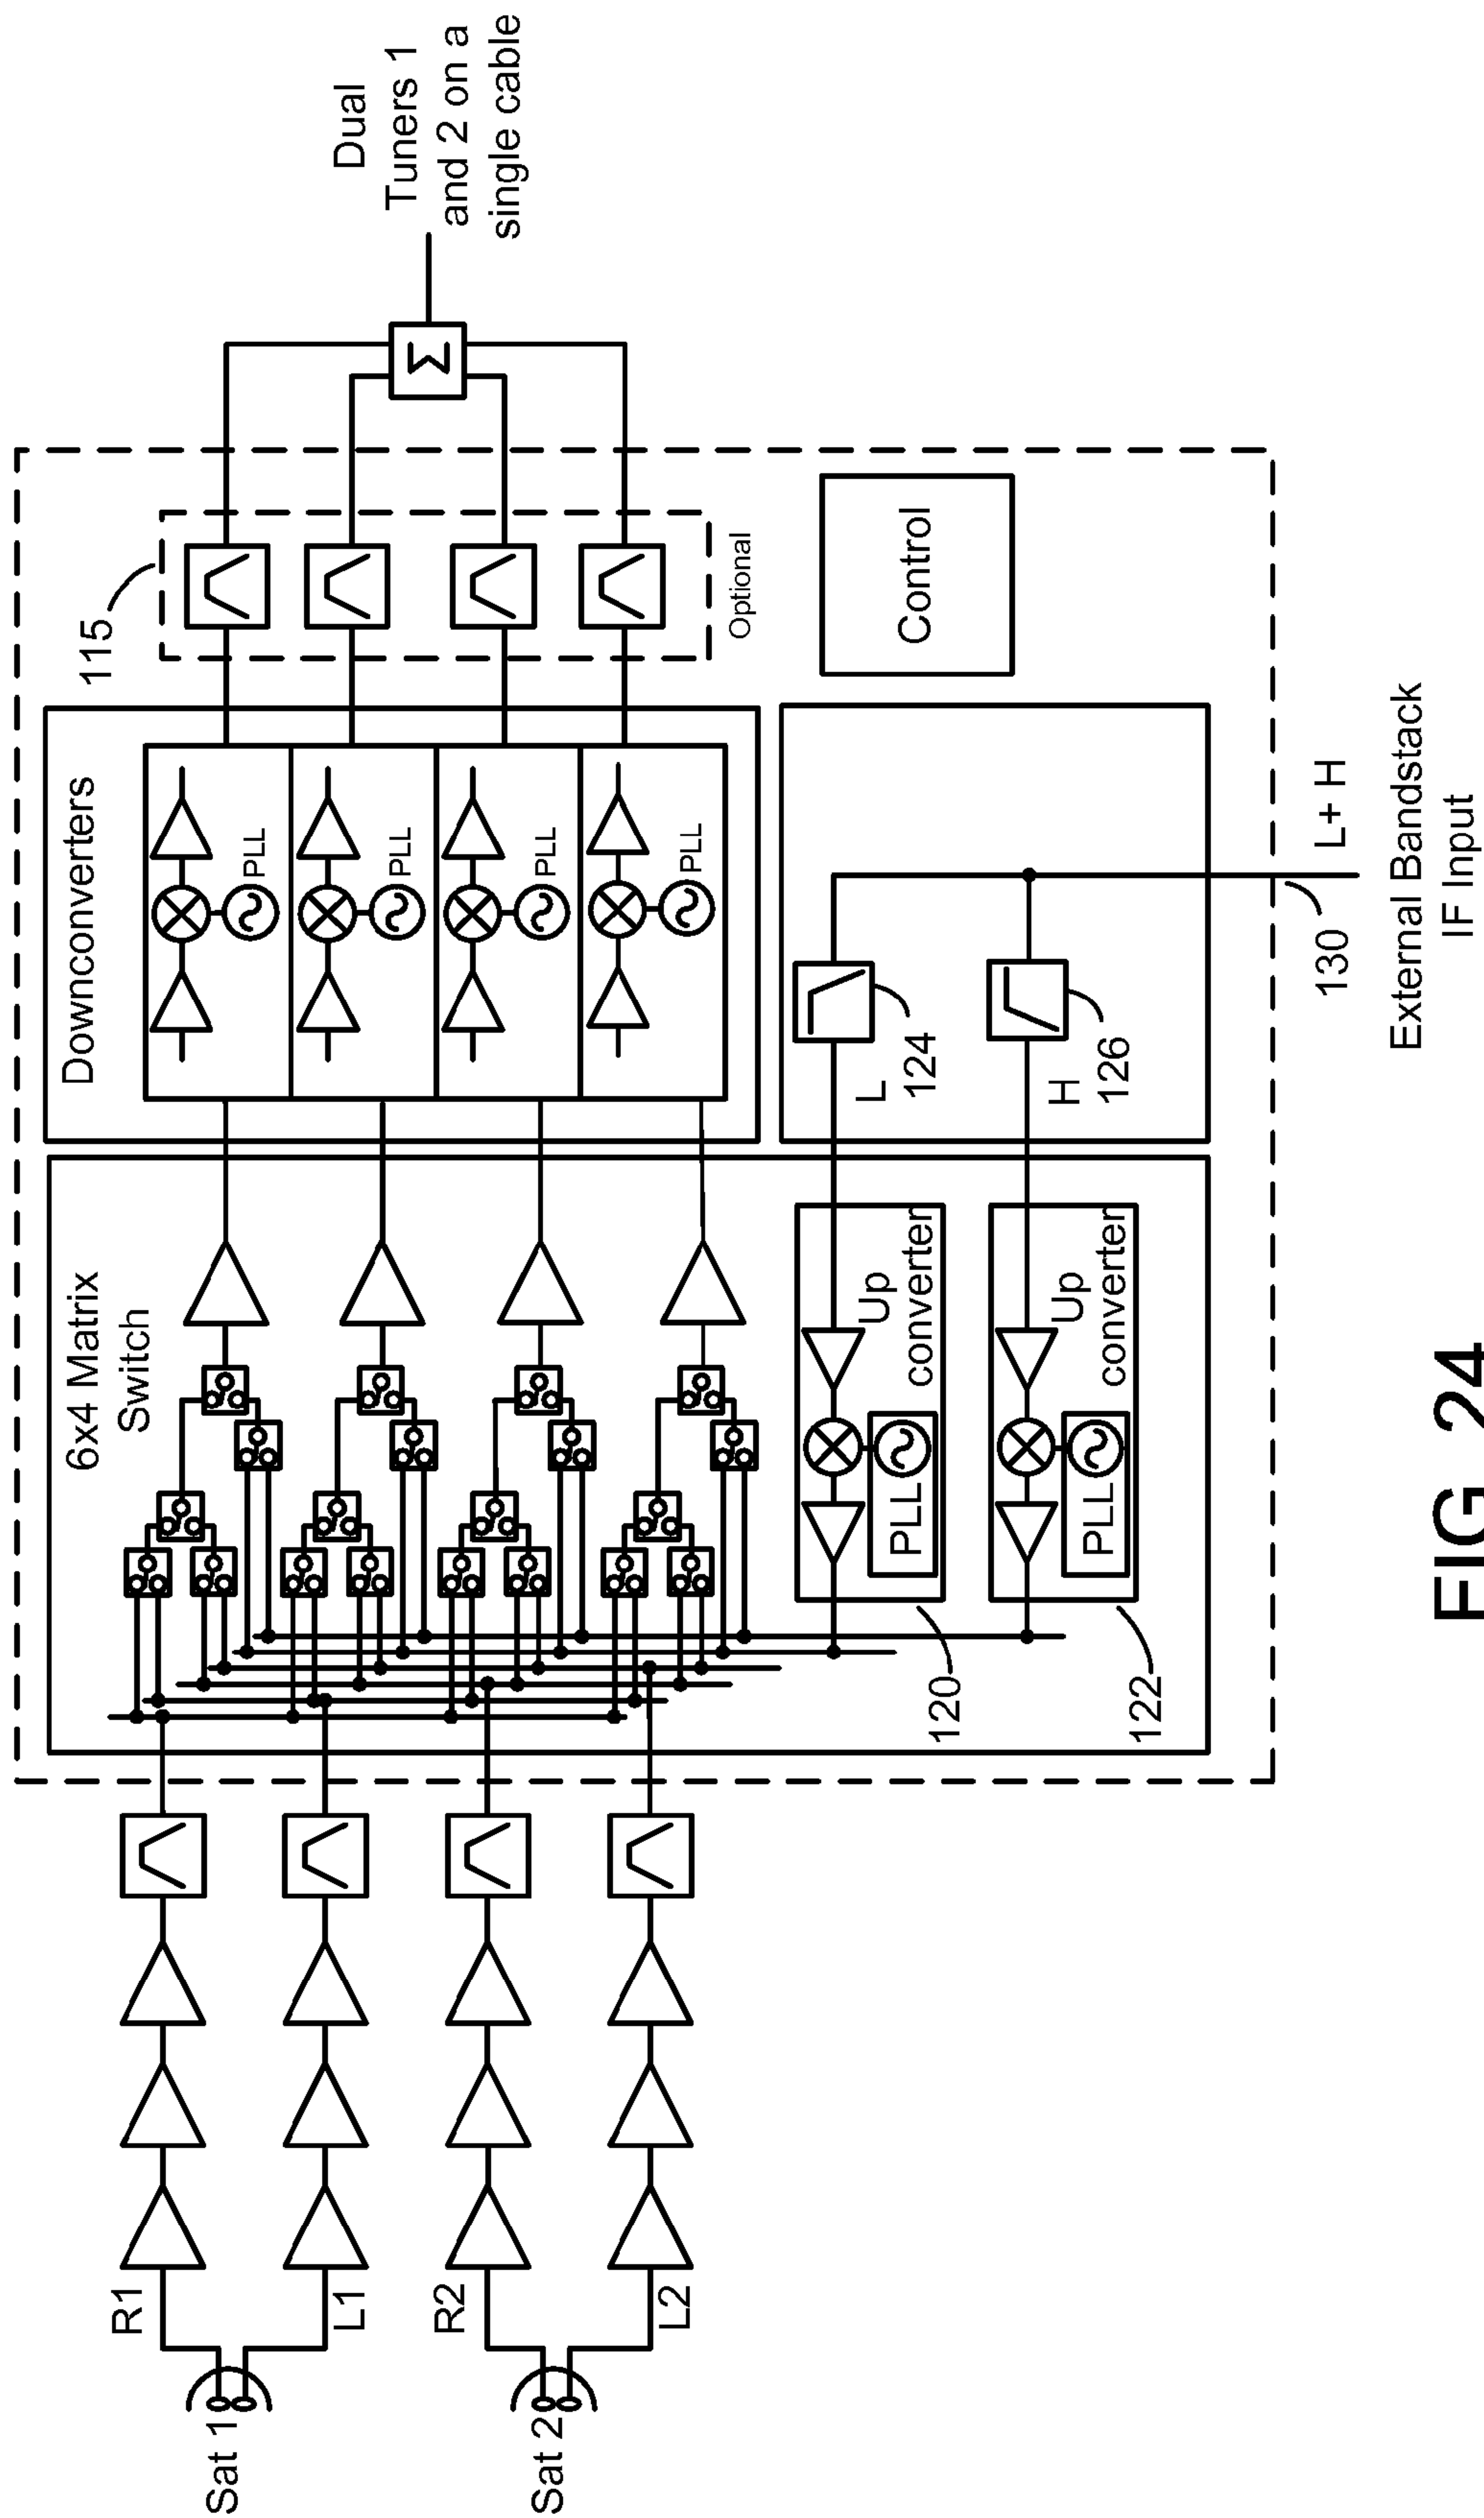 Sat 1
R1
L1
Sat 2
R2
L2
6x4 Matrix
Switch
Up
converter
PLL
120
Up
converter
PLL
122
Downconverters
PLL
PLL
PLL
PLL
L
124
H
126
115
Optional
Control
130
L+H
External Bandstack
IF Input
Σ
Dual
Tuners 1
and 2 on a
single cable
FIG 24